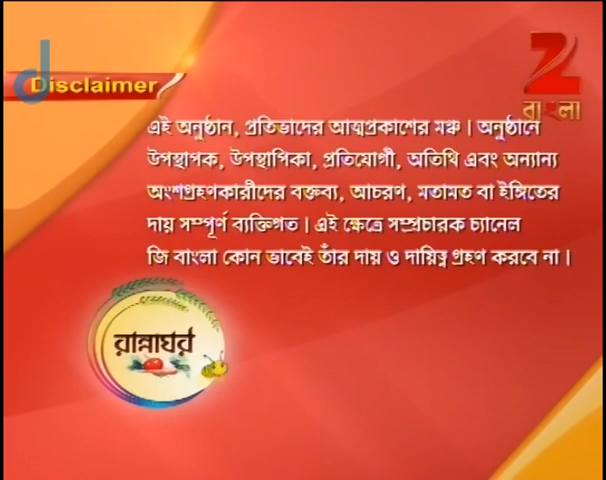 Disclaimer
Z
বাংলা
এই অনুষ্ঠান, প্রতিভাদের আত্মপ্রকাশের মঞ্চ । অনুষ্ঠানে
উপস্থাপক, উপস্থাপিকা, প্রতিযোগী, অতিথি এবং অন্যান্য
অংশগ্রহণকারীদের বক্তব্য, আচরণ, মতামত বা ইঙ্গিতের
দায় সম্পূর্ণ ব্যক্তিগত । এই ক্ষেত্রে সম্প্রচারক চ্যানেল
জি বাংলা কোন ভাবেই তাঁর দায় ও দায়িত্ব গ্রহণ করবে না ।
রান্নাঘর